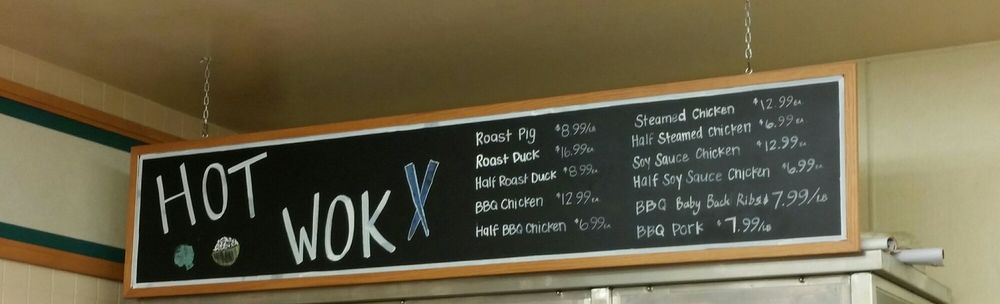 HOT
WOK
Roast Pig $8.99/LB
Roast Duck $16.99EA
Half Roast Duck $8.99
BBQ Chicken $12.99EA
Half BBQ Chicken $6.99EA
Steamed Chicken $12.99EA
Half Steamed Chicken $6.99EA
Soy Sauce Chicken $12.99EA
Half Soy Sauce Chicken $6.99EA
BBQ Baby Back Ribs $7.99/LB
BBQ Pork $7.99/LB